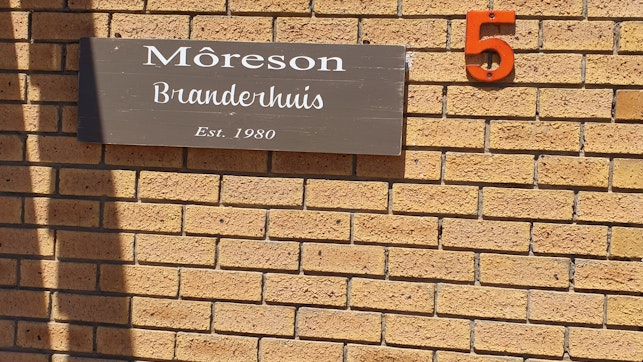 Môreson
Branderhuis
Est. 1980
5